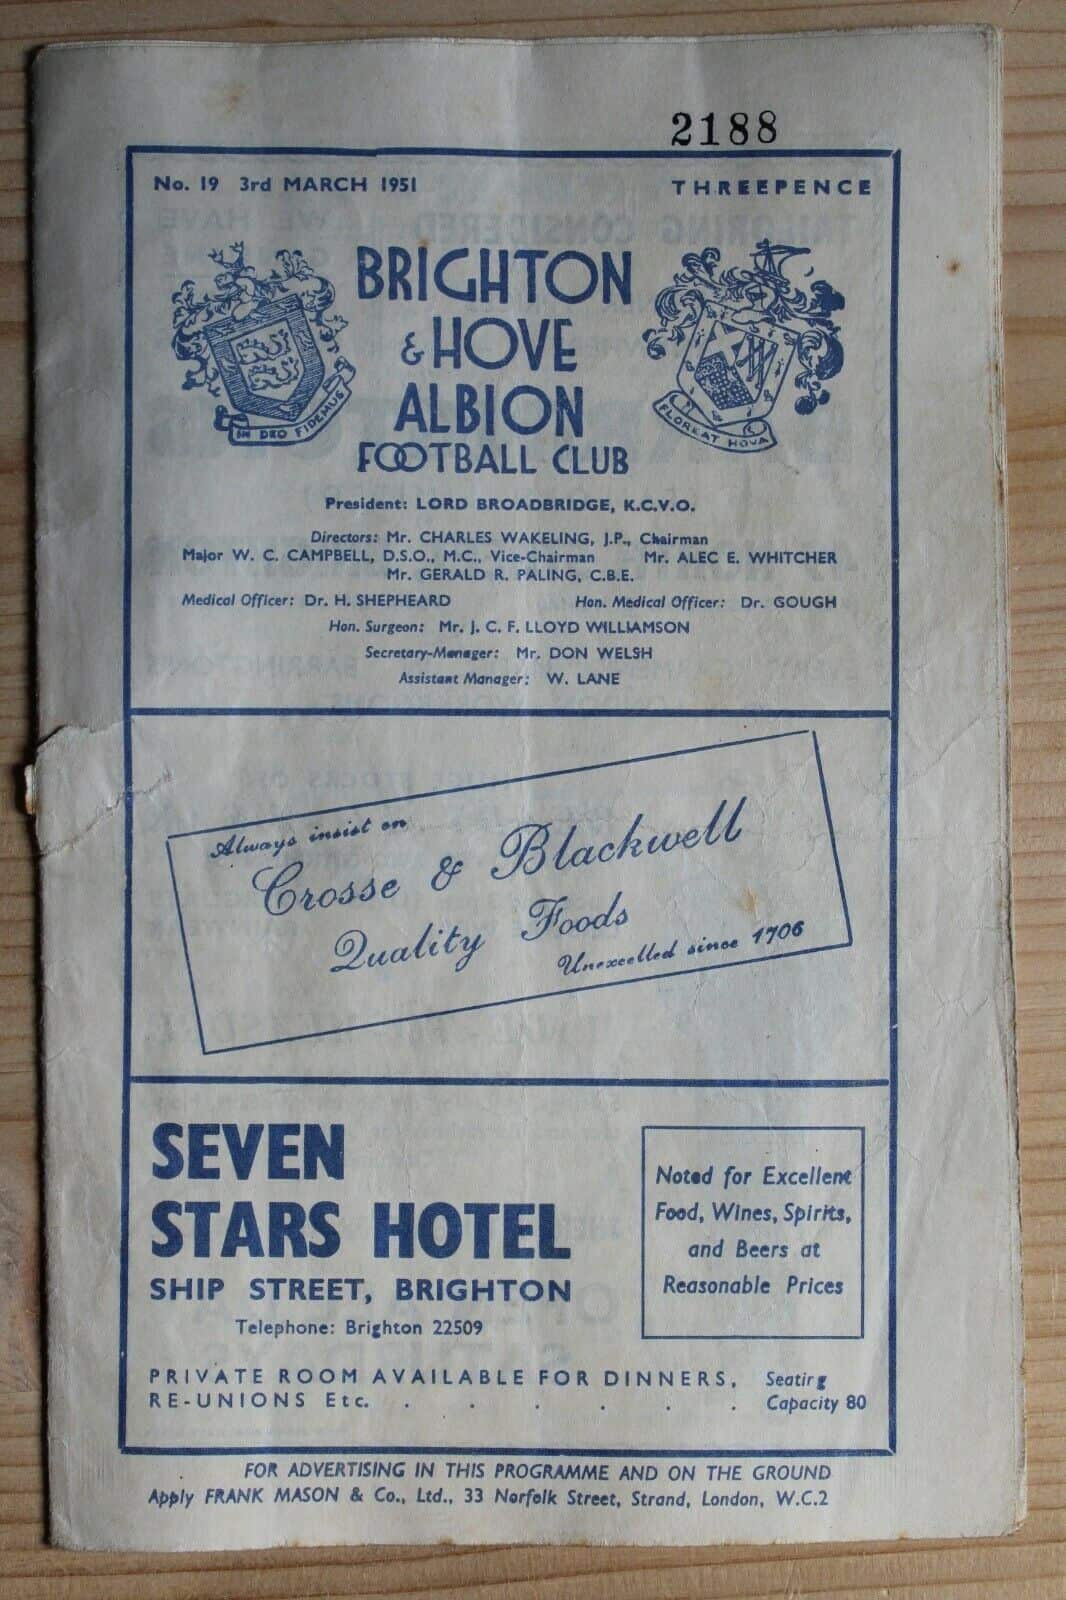 2188
No. 19 3rd MARCH 1951 THREEPENCE
BRIGHTON
& HOVE
ALBION
FOOTBALL CLUB
IN DEO FIDEMUS
FLOREAT HOVA
President: LORD BROADBRIDGE, K.C.V.O.
Directors: Mr. CHARLES WAKELING, J.P., Chairman
Major W. C. CAMPBELL, D.S.O., M.C., Vice-Chairman Mr. ALEC E. WHITCHER
Mr. GERALD R. PALING, C.B.E.
Medical Officer: Dr. H. SHEPHEARD Hon. Medical Officer: Dr. GOUGH
Hon. Surgeon: Mr. J. C. F. LLOYD WILLIAMSON
Secretary-Manager: Mr. DON WELSH
Assistant Manager: W. LANE
Always insist on
Crosse & Blackwell
Quality Foods
Unexcelled since 1706
SEVEN
STARS HOTEL
SHIP STREET, BRIGHTON
Telephone: Brighton 22509
Noted for Excellent
Food, Wines, Spirits,
and Beers at
Reasonable Prices
PRIVATE ROOM AVAILABLE FOR DINNERS, Seating
RE-UNIONS Etc. . . . . . . Capacity 80
FOR ADVERTISING IN THIS PROGRAMME AND ON THE GROUND
Apply FRANK MASON & Co., Ltd., 33 Norfolk Street, Strand, London, W.C.2